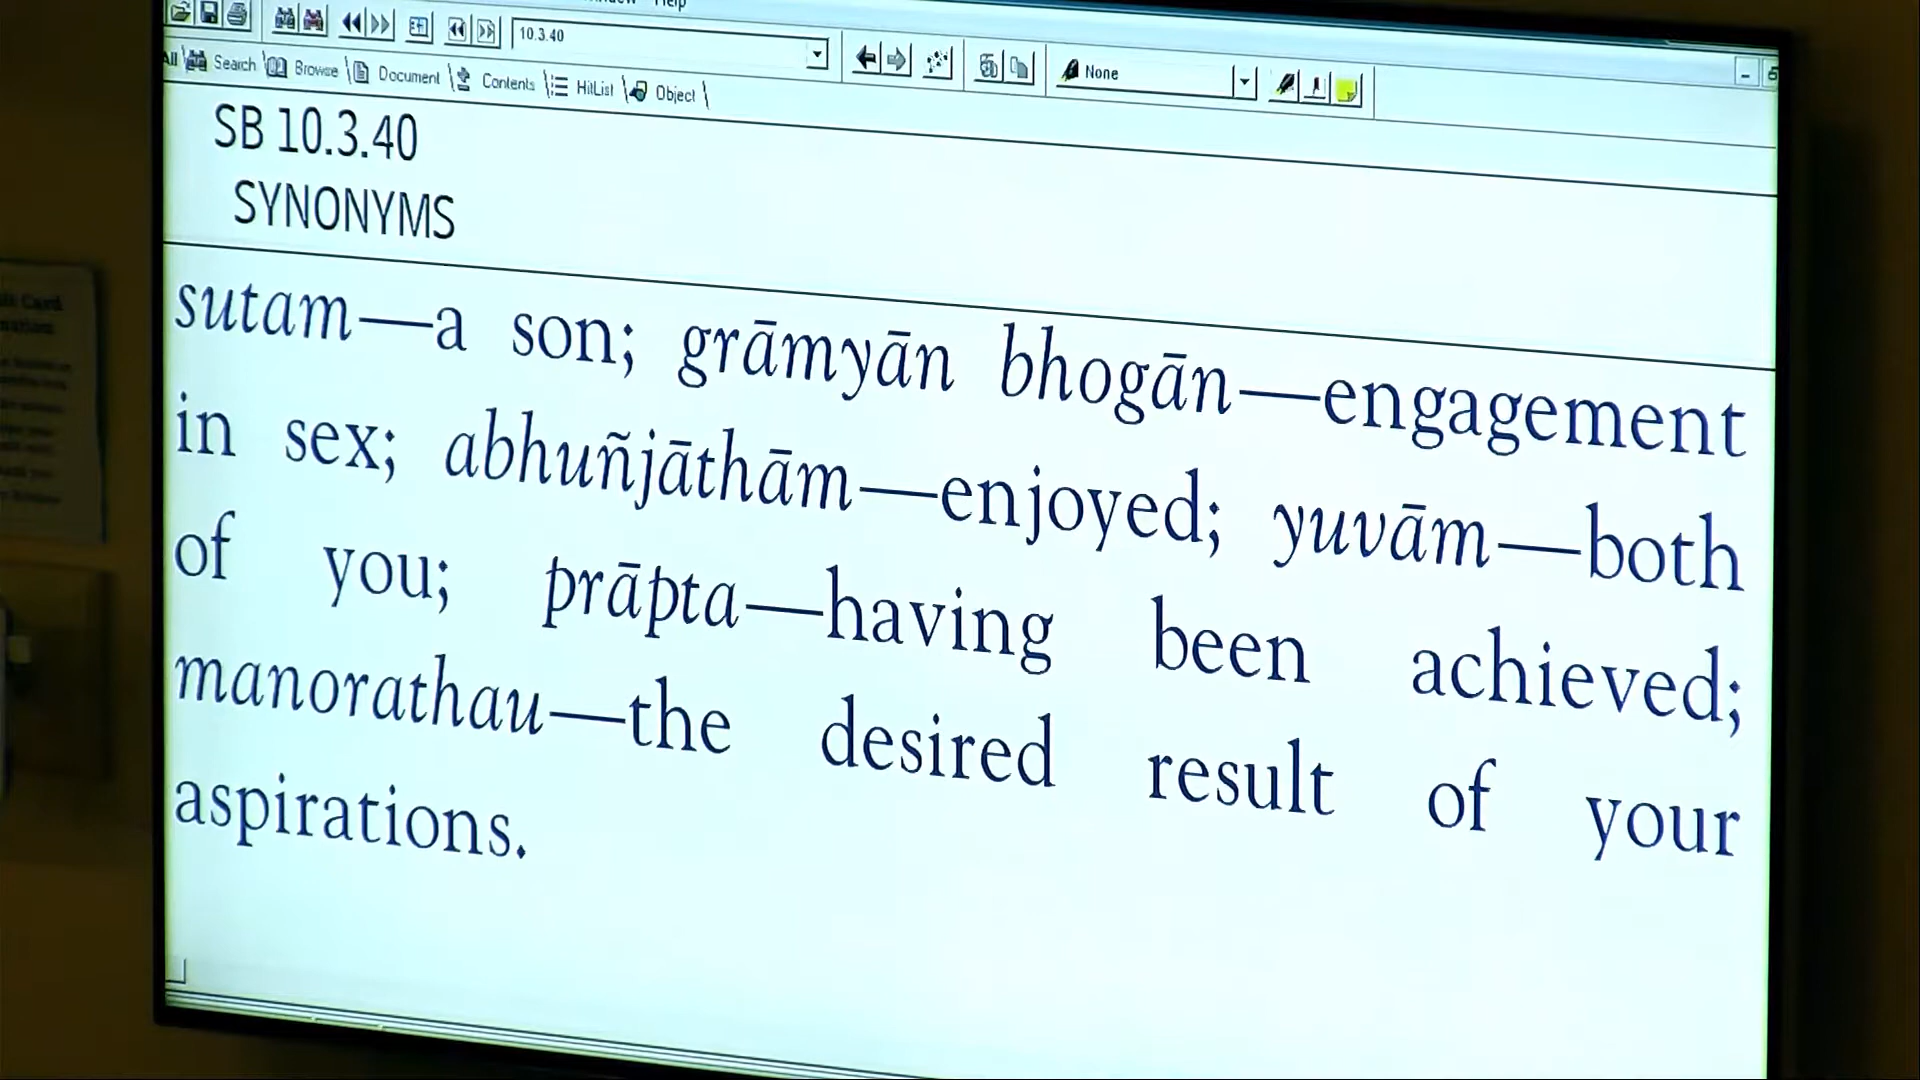 Help
10.3.40
None
Search Browse Document Contents HitList Object
SB 10.3.40
SYNONYMS
sutam—a son; grāmyān bhogān—engagement
in sex; abhuñjāthām—enjoyed; yuvām—both
of you; prāpta—having been achieved;
manorathau—the desired result of your
aspirations.